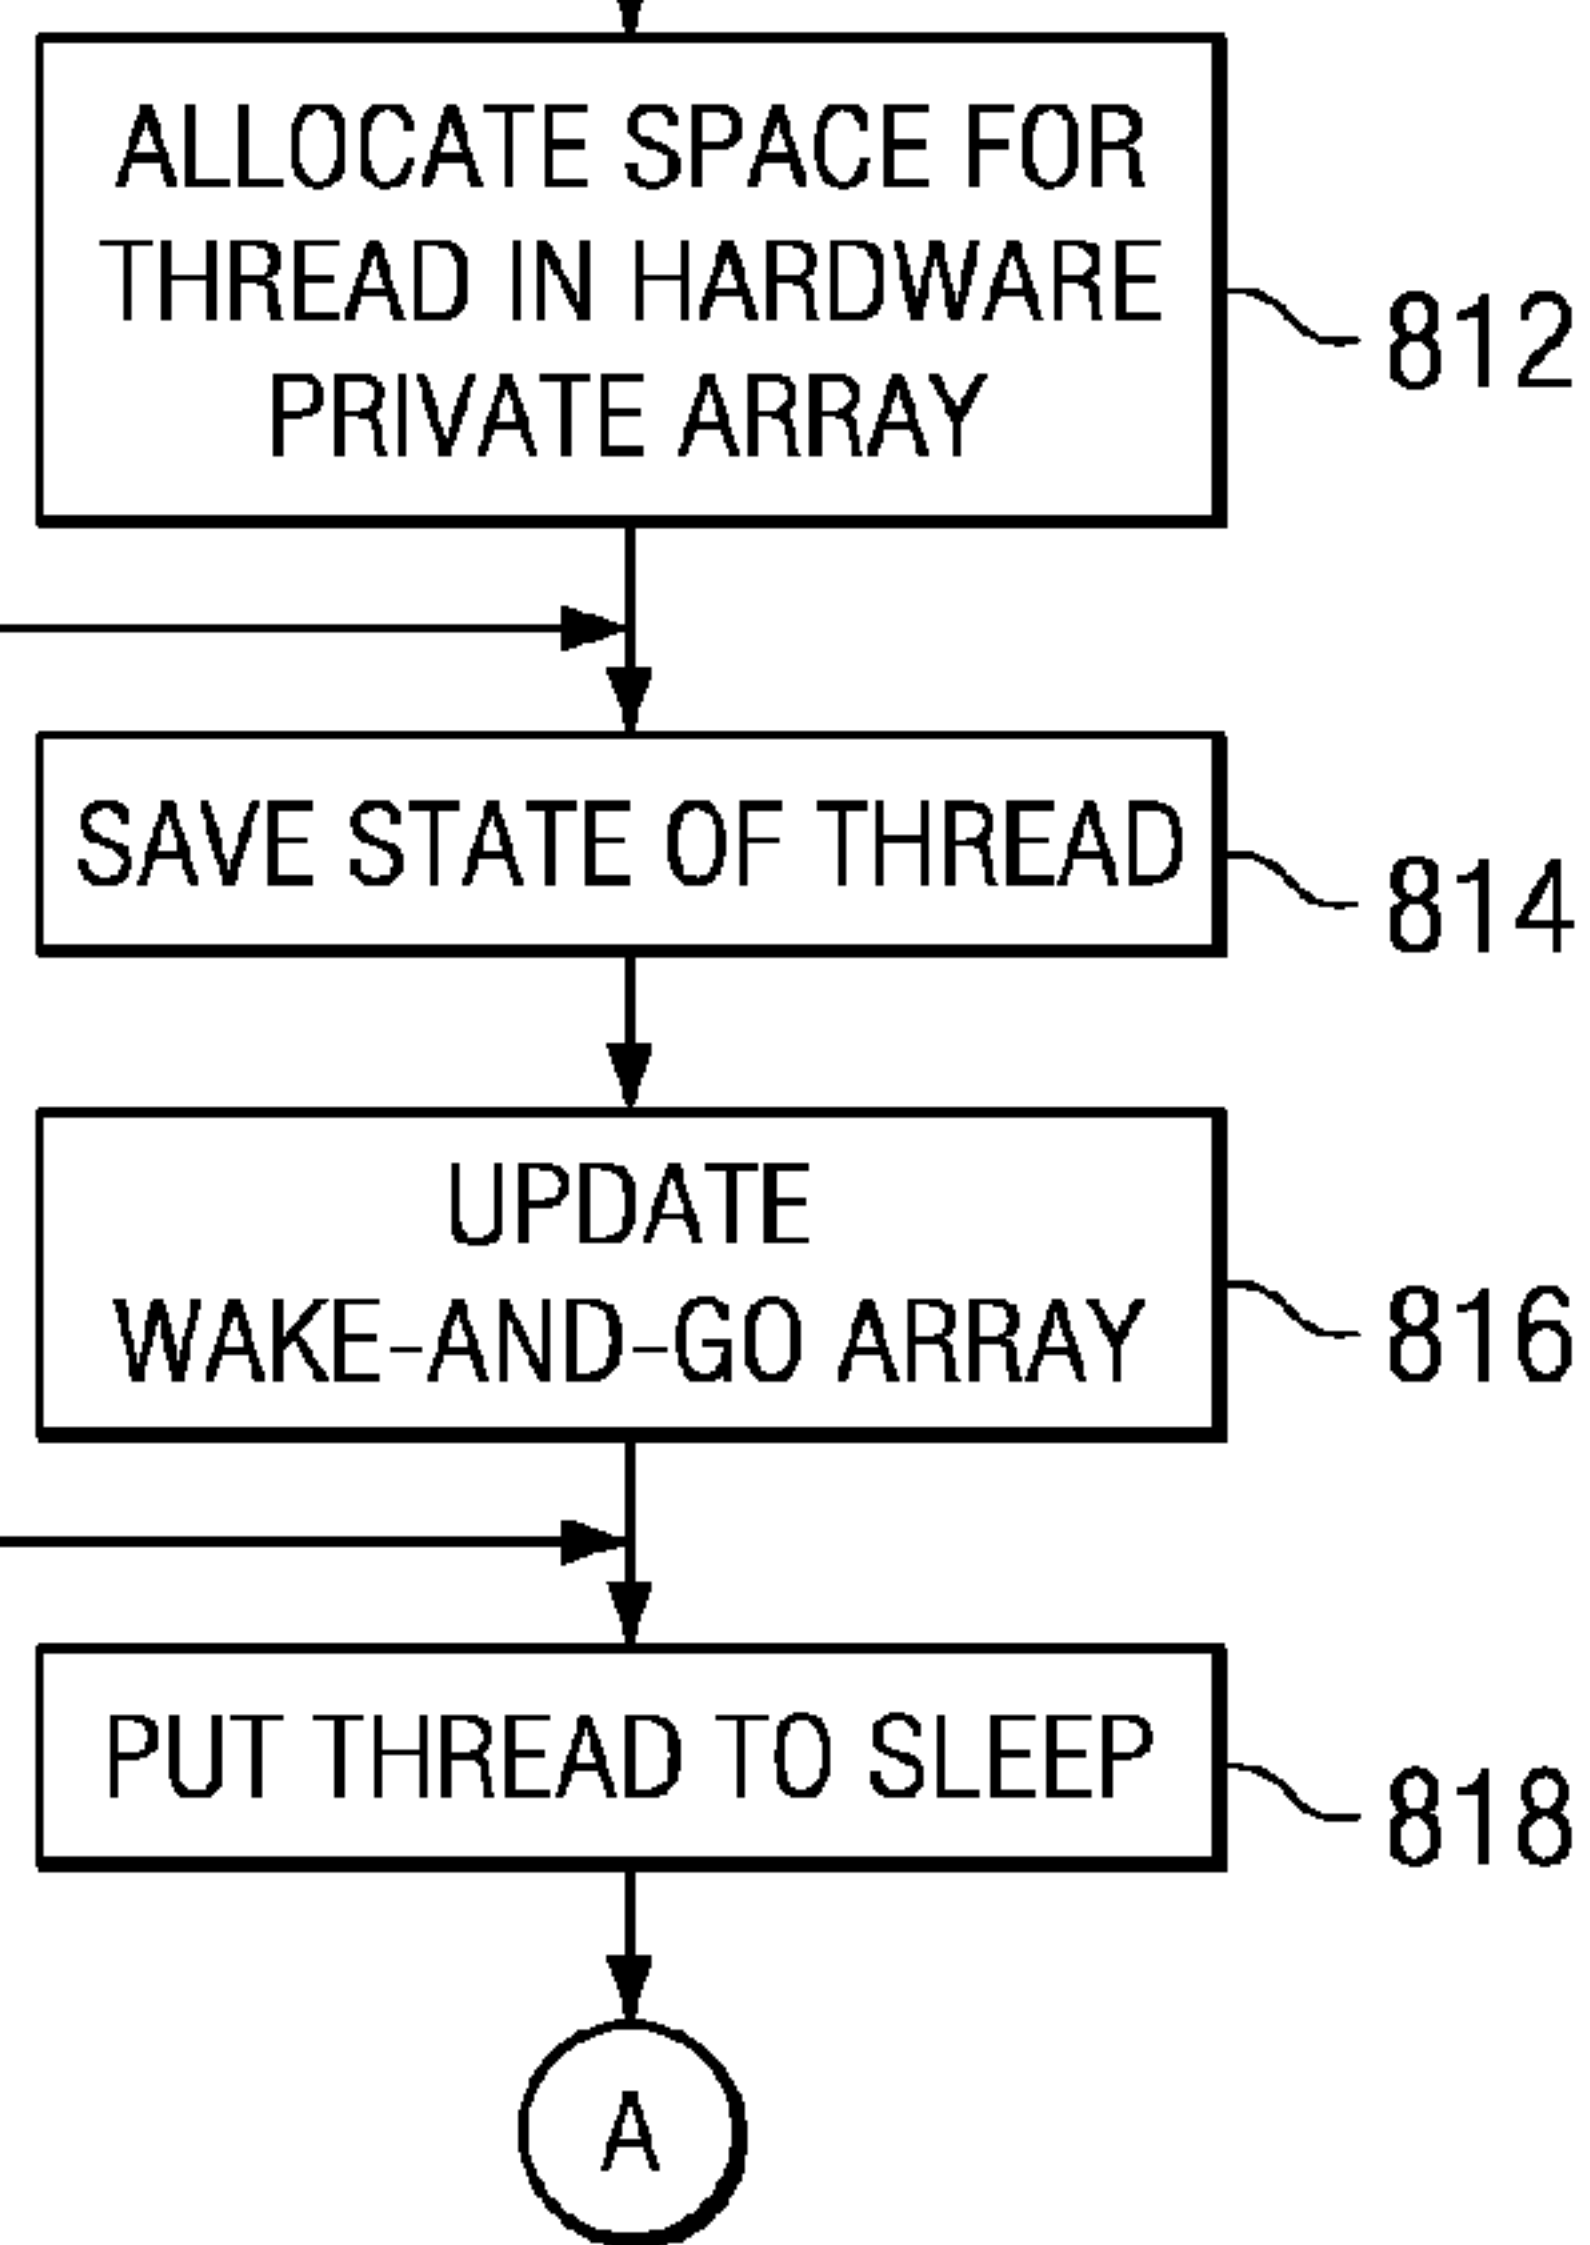 ALLOCATE SPACE FOR
THREAD IN HARDWARE
PRIVATE ARRAY
812
SAVE STATE OF THREAD
814
UPDATE
WAKE-AND-GO ARRAY
816
PUT THREAD TO SLEEP
818
A